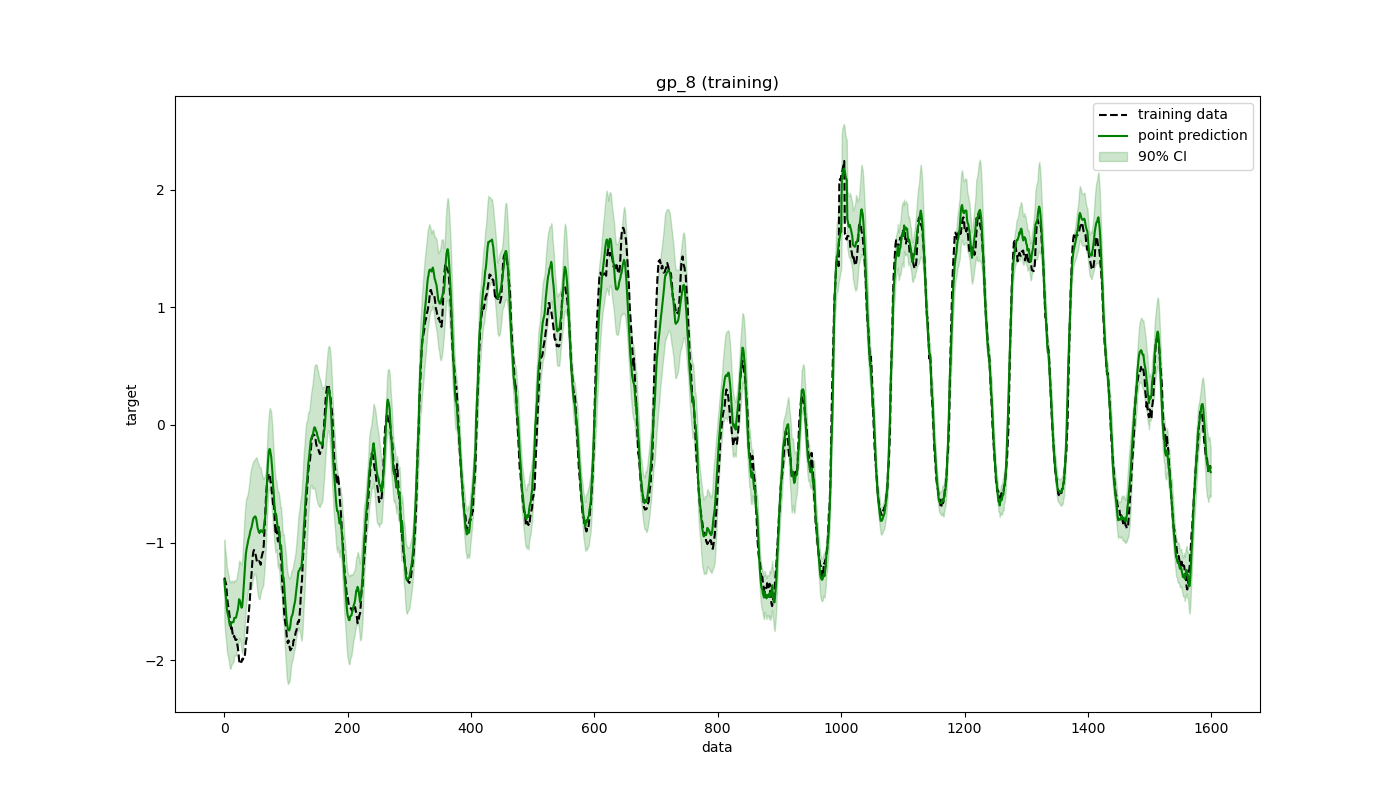 gp_8 (training)
training data
point prediction
90% CI
target
2
1
0
−1
−2
0 200 400 600 800 1000 1200 1400 1600
data